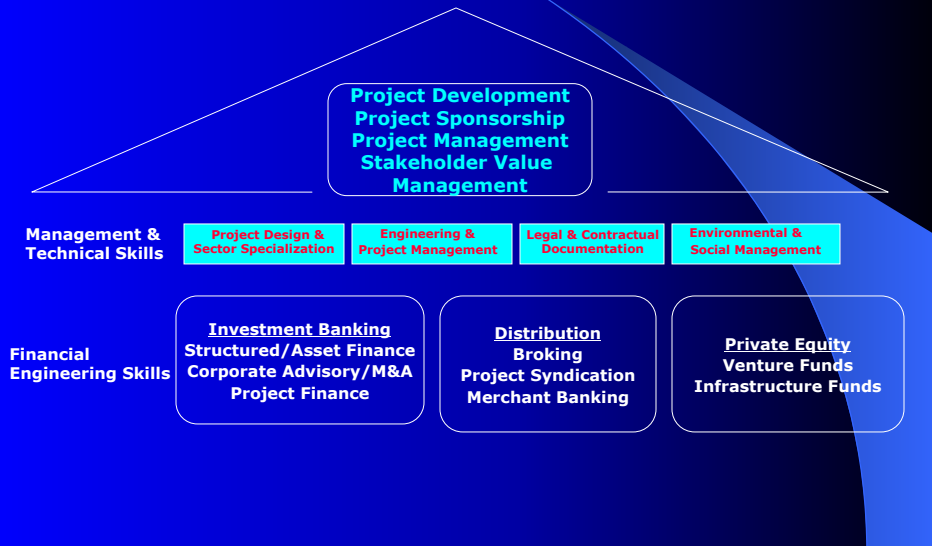 Project Development
Project Sponsorship
Project Management
Stakeholder Value
Management
Management &
Technical Skills
Project Design &
Sector Specialization
Engineering &
Project Management
Legal & Contractual
Documentation
Environmental &
Social Management
Financial
Engineering Skills
Investment Banking
Structured/Asset Finance
Corporate Advisory/M&A
Project Finance
Distribution
Broking
Project Syndication
Merchant Banking
Private Equity
Venture Funds
Infrastructure Funds